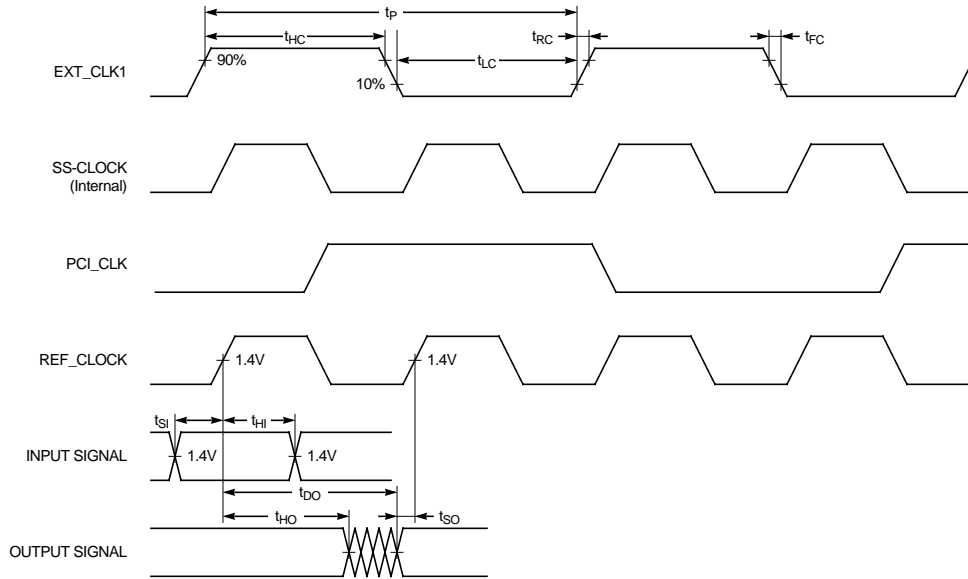 tP
tHC
tRC
tFC
EXT_CLK1
90%
tLC
10%
SS-CLOCK
(Internal)
PCI_CLK
REF_CLOCK
1.4V
1.4V
tSI
tHI
INPUT SIGNAL
1.4V
1.4V
tDO
tHO
tSO
OUTPUT SIGNAL